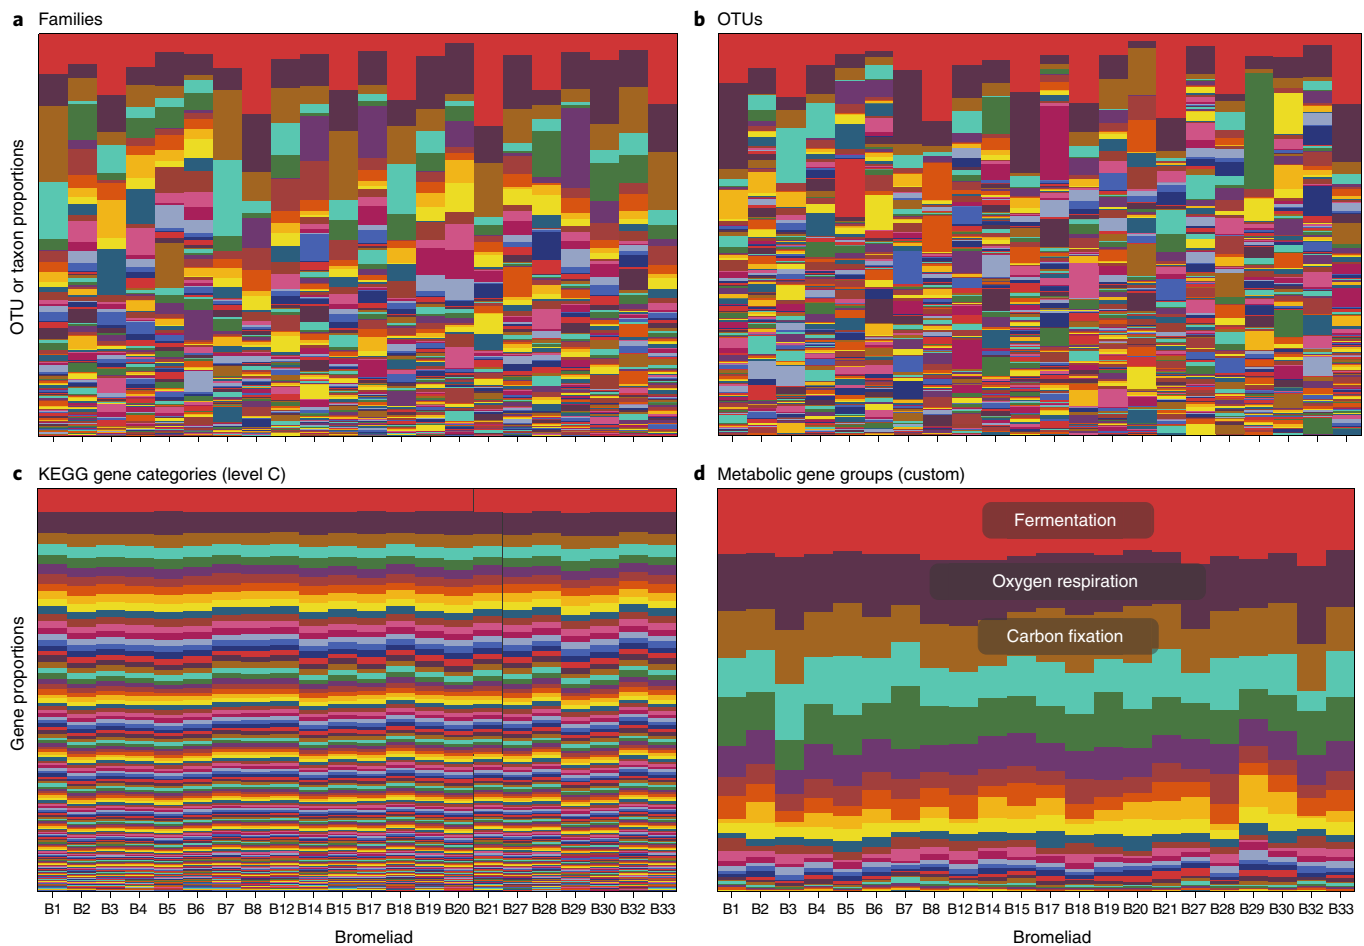 a Families
b OTUs
OTU or taxon proportions
c KEGG gene categories (level C)
d Metabolic gene groups (custom)
Fermentation
Oxygen respiration
Carbon fixation
Gene proportions
B1 B2 B3 B4 B5 B6 B7 B8 B12 B14 B15 B17 B18 B19 B20 B21 B27 B28 B29 B30 B32 B33
B1 B2 B3 B4 B5 B6 B7 B8 B12 B14 B15 B17 B18 B19 B20 B21 B27 B28 B29 B30 B32 B33
Bromeliad
Bromeliad